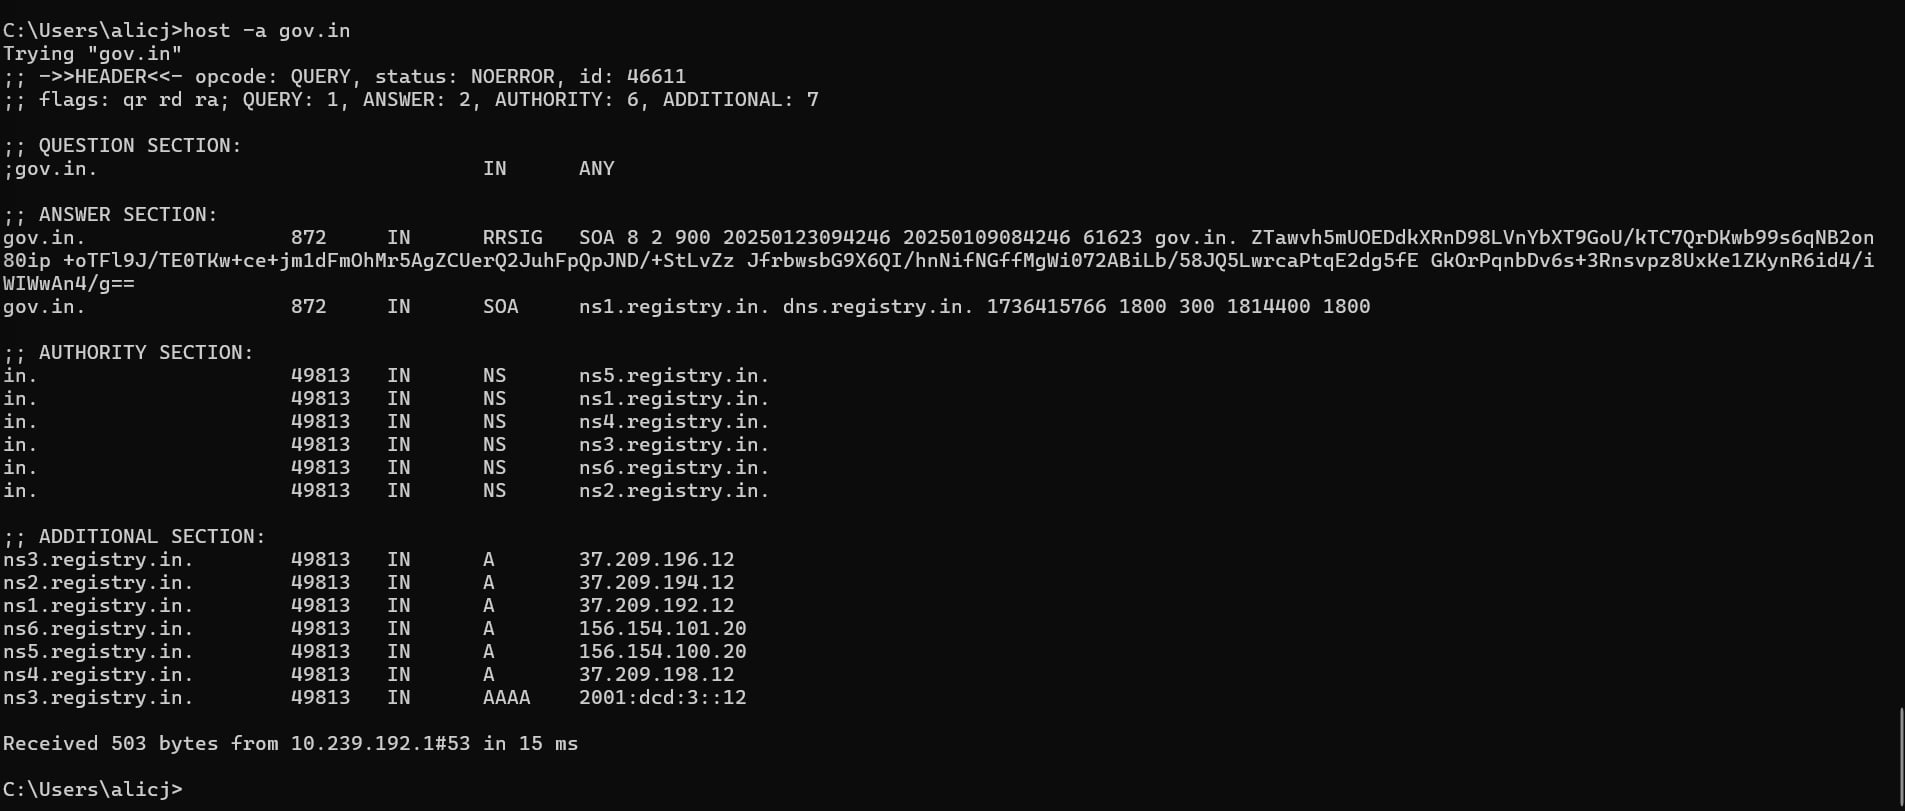 C:\Users\alicj>host -a gov.in
Trying "gov.in"
;; ->>HEADER<<- opcode: QUERY, status: NOERROR, id: 46611
;; flags: qr rd ra; QUERY: 1, ANSWER: 2, AUTHORITY: 6, ADDITIONAL: 7
;; QUESTION SECTION:
;gov.in. IN ANY
;; ANSWER SECTION:
gov.in. 872 IN RRSIG SOA 8 2 900 20250123094246 20250109084246 61623 gov.in. ZTawvh5mUOEDdkXRnD98LVnYbXT9GoU/kTC7QrDKwb99s6qNB2on
80ip +oTFl9J/TE0TKw+ce+jm1dFmOhMr5AgZCUerQ2JuhFpQpJND/+StLvZz JfrbwsbG9X6QI/hnNifNGffMgWi072ABiLb/58JQ5LwrcaPtqE2dg5fE GkOrPqnbDv6s+3Rnsvpz8UxKe1ZKynR6id4/i
WIWwAn4/g==
gov.in. 872 IN SOA ns1.registry.in. dns.registry.in. 1736415766 1800 300 1814400 1800
;; AUTHORITY SECTION:
in. 49813 IN NS ns5.registry.in.
in. 49813 IN NS ns1.registry.in.
in. 49813 IN NS ns4.registry.in.
in. 49813 IN NS ns3.registry.in.
in. 49813 IN NS ns6.registry.in.
in. 49813 IN NS ns2.registry.in.
;; ADDITIONAL SECTION:
ns3.registry.in. 49813 IN A 37.209.196.12
ns2.registry.in. 49813 IN A 37.209.194.12
ns1.registry.in. 49813 IN A 37.209.192.12
ns6.registry.in. 49813 IN A 156.154.101.20
ns5.registry.in. 49813 IN A 156.154.100.20
ns4.registry.in. 49813 IN A 37.209.198.12
ns3.registry.in. 49813 IN AAAA 2001:dcd:3::12
Received 503 bytes from 10.239.192.1#53 in 15 ms
C:\Users\alicj>